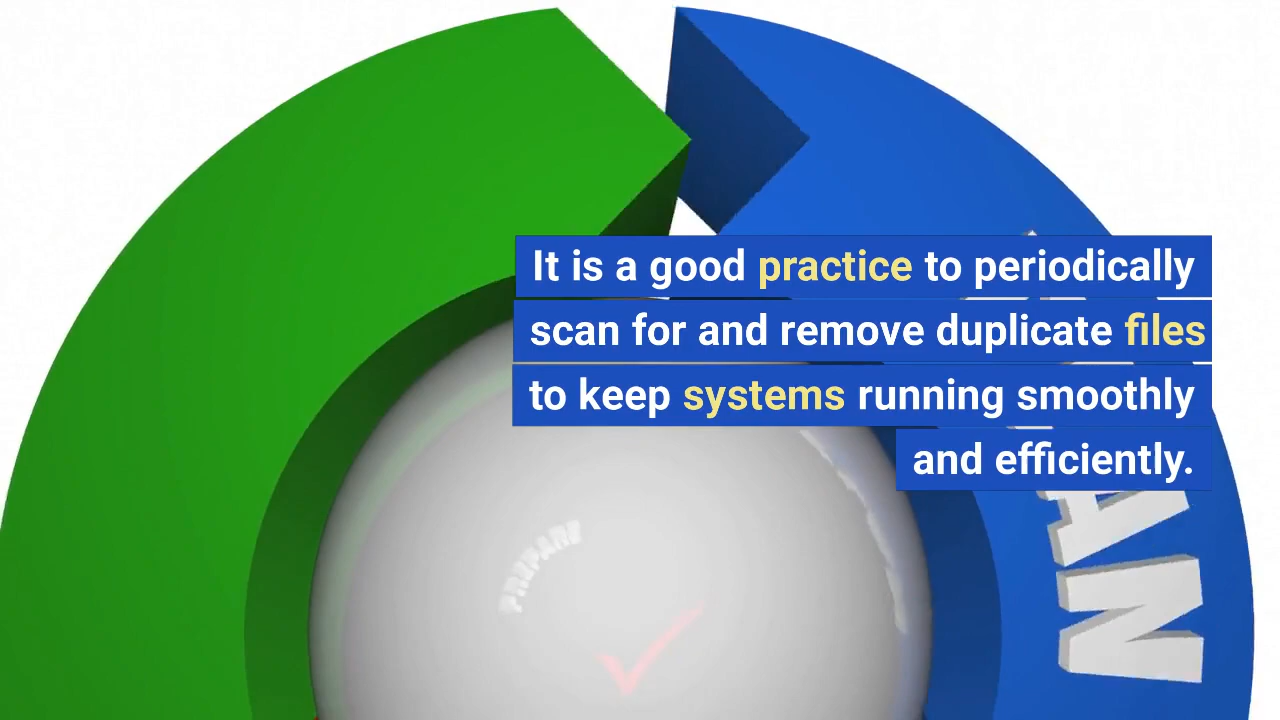 It is a good practice to periodically
scan for and remove duplicate files
to keep systems running smoothly
and efficiently.
PREPARE